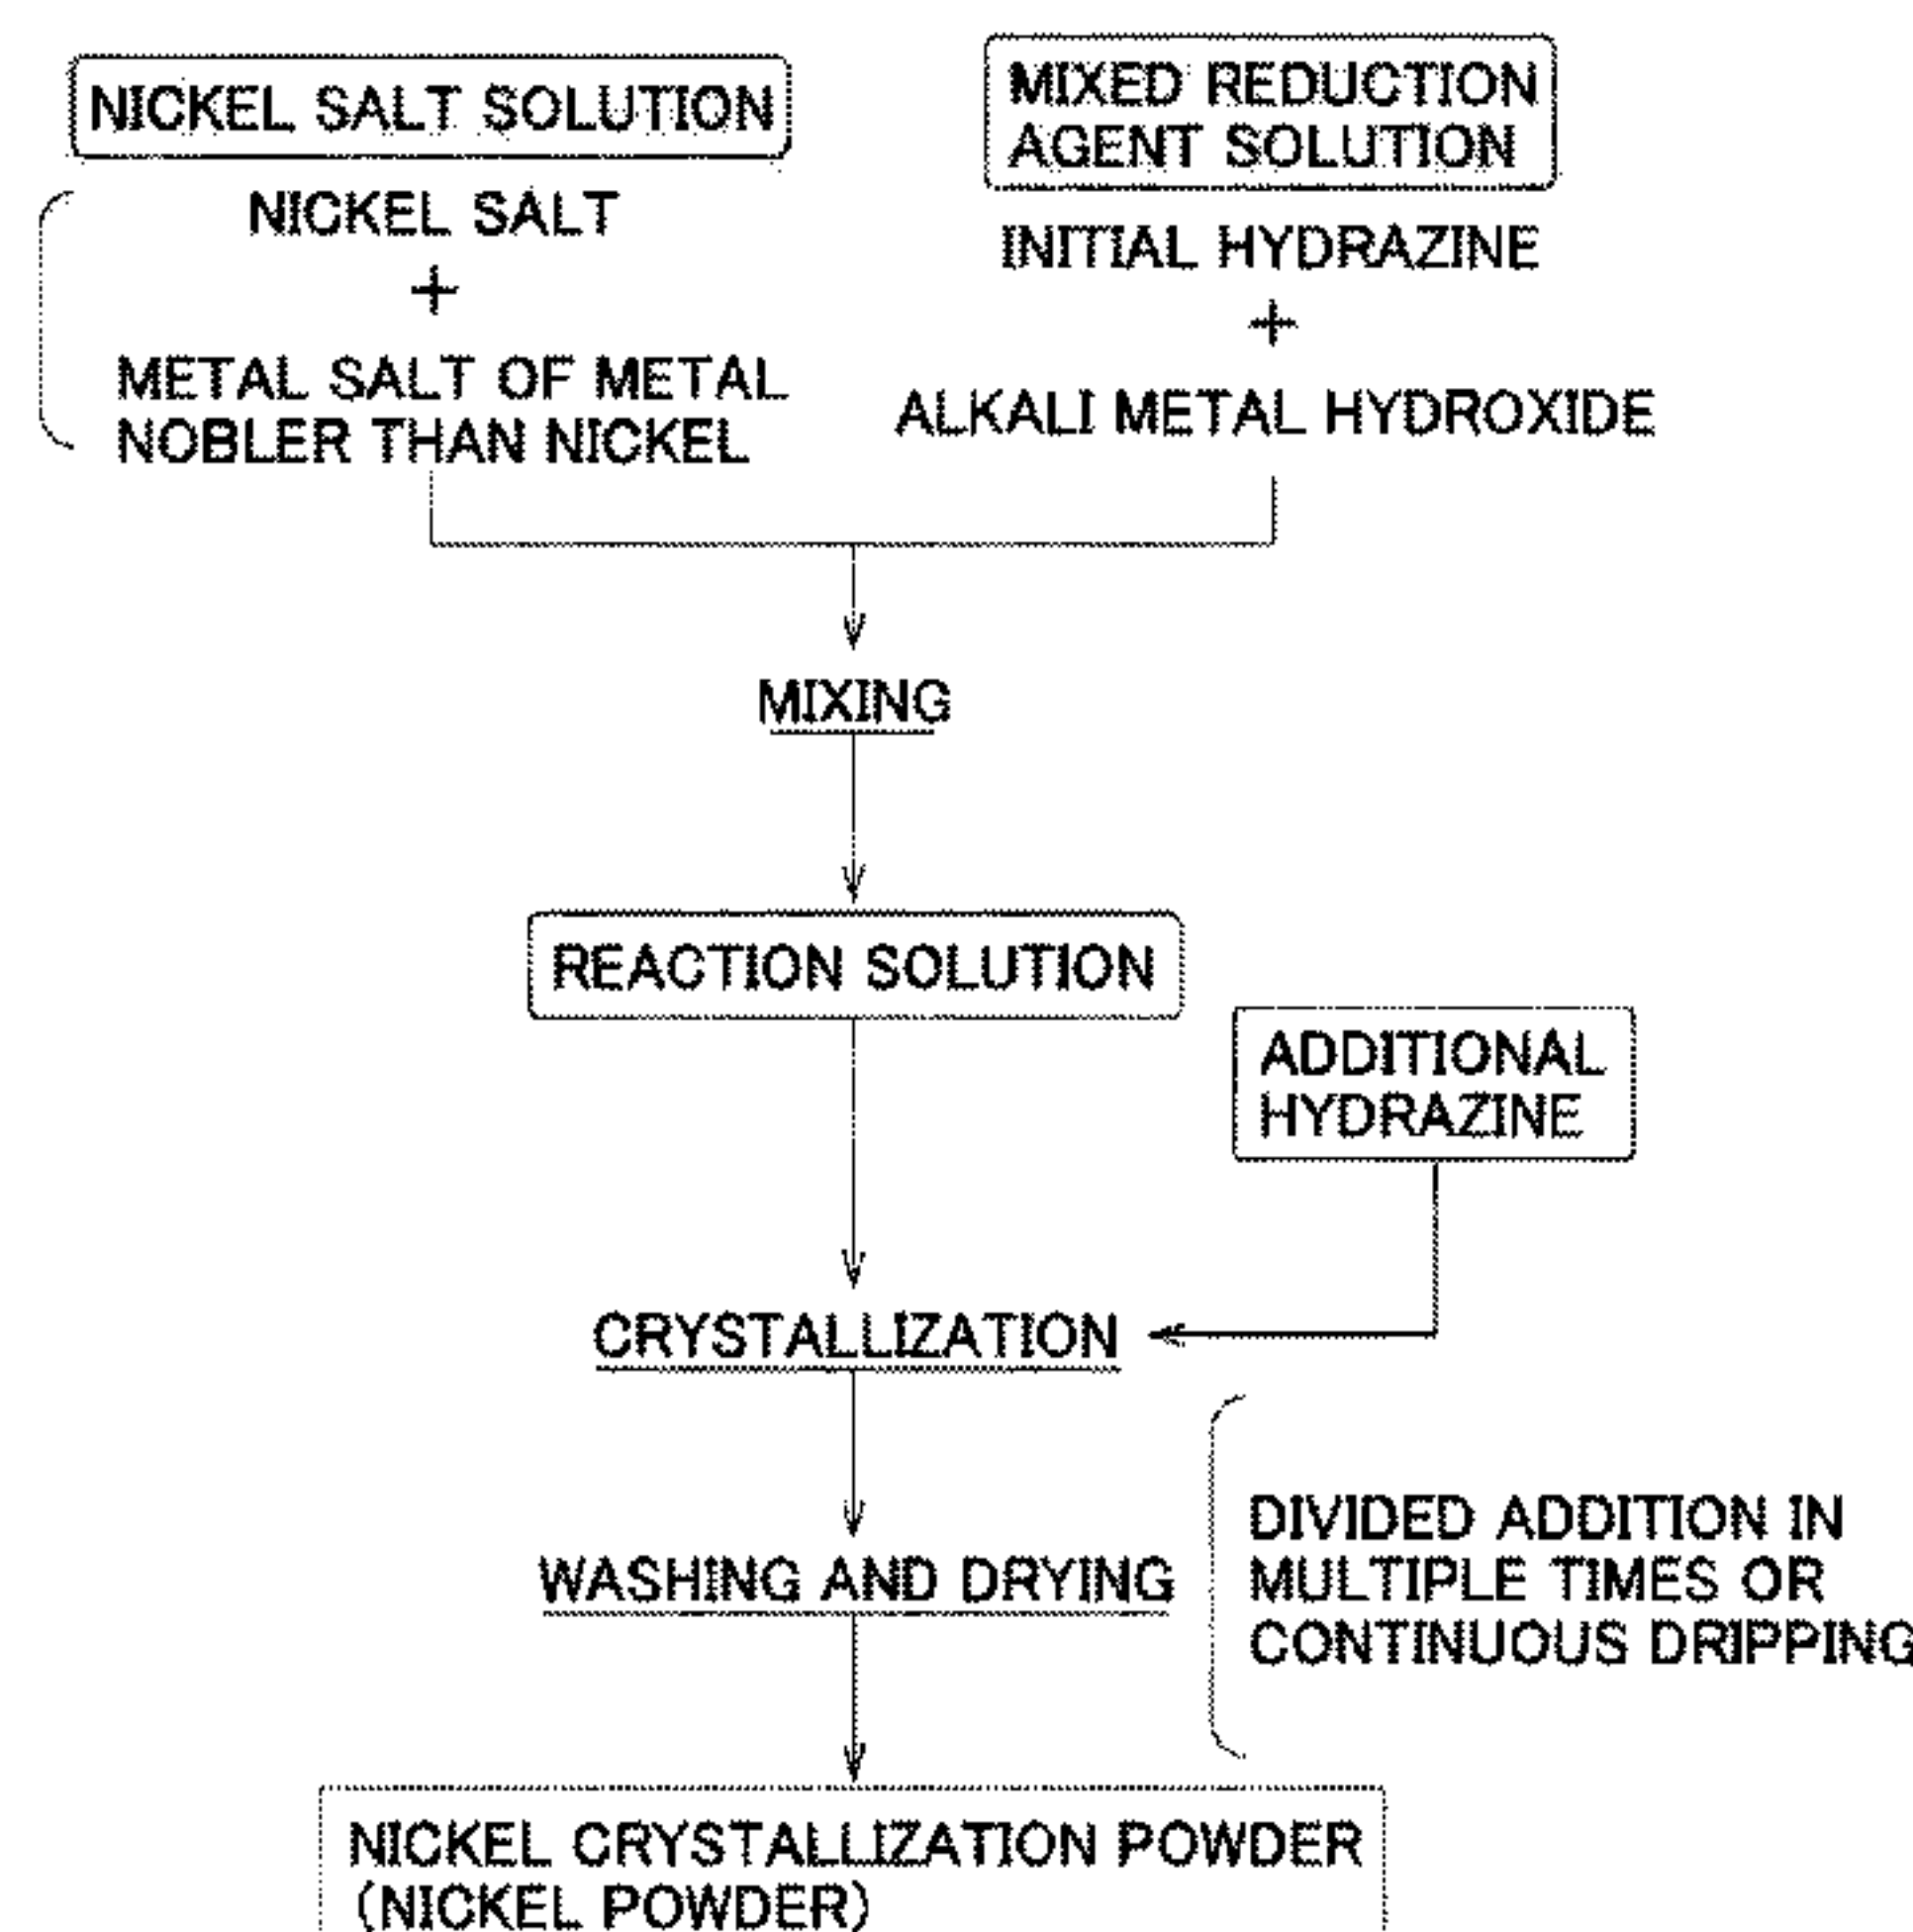 NICKEL SALT SOLUTION
NICKEL SALT
+
METAL SALT OF METAL
NOBLER THAN NICKEL
MIXED REDUCTION
AGENT SOLUTION
INITIAL HYDRAZINE
+
ALKALI METAL HYDROXIDE
MIXING
REACTION SOLUTION
ADDITIONAL
HYDRAZINE
CRYSTALLIZATION
DIVIDED ADDITION IN
MULTIPLE TIMES OR
CONTINUOUS DRIPPING
WASHING AND DRYING
NICKEL CRYSTALLIZATION POWDER
(NICKEL POWDER)